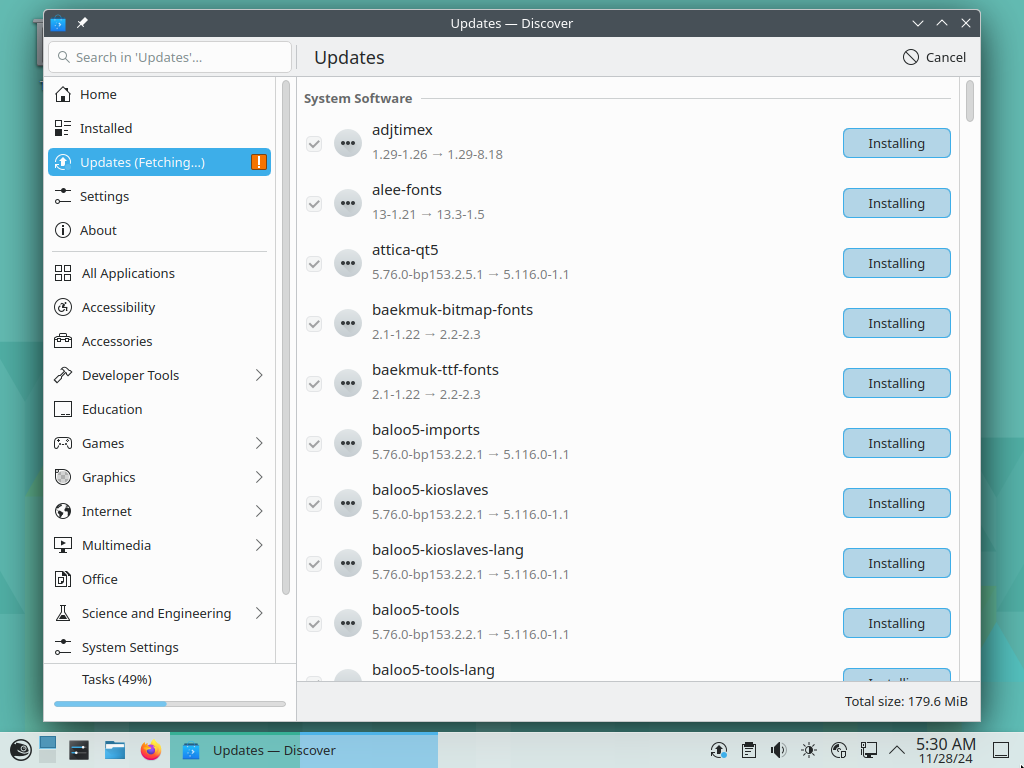 Updates — Discover
Search in 'Updates'...
Updates
Cancel
Home
Installed
Updates (Fetching...)
Settings
About
All Applications
Accessibility
Accessories
Developer Tools
Education
Games
Graphics
Internet
Multimedia
Office
Science and Engineering
System Settings
Tasks (49%)
System Software
adjtimex
1.29-1.26 → 1.29-8.18
Installing
alee-fonts
13-1.21 → 13.3-1.5
Installing
attica-qt5
5.76.0-bp153.2.5.1 → 5.116.0-1.1
Installing
baekmuk-bitmap-fonts
2.1-1.22 → 2.2-2.3
Installing
baekmuk-ttf-fonts
2.1-1.22 → 2.2-2.3
Installing
baloo5-imports
5.76.0-bp153.2.2.1 → 5.116.0-1.1
Installing
baloo5-kioslaves
5.76.0-bp153.2.2.1 → 5.116.0-1.1
Installing
baloo5-kioslaves-lang
5.76.0-bp153.2.2.1 → 5.116.0-1.1
Installing
baloo5-tools
5.76.0-bp153.2.2.1 → 5.116.0-1.1
Installing
baloo5-tools-lang
Installing
Total size: 179.6 MiB
Updates — Discover
5:30 AM
11/28/24